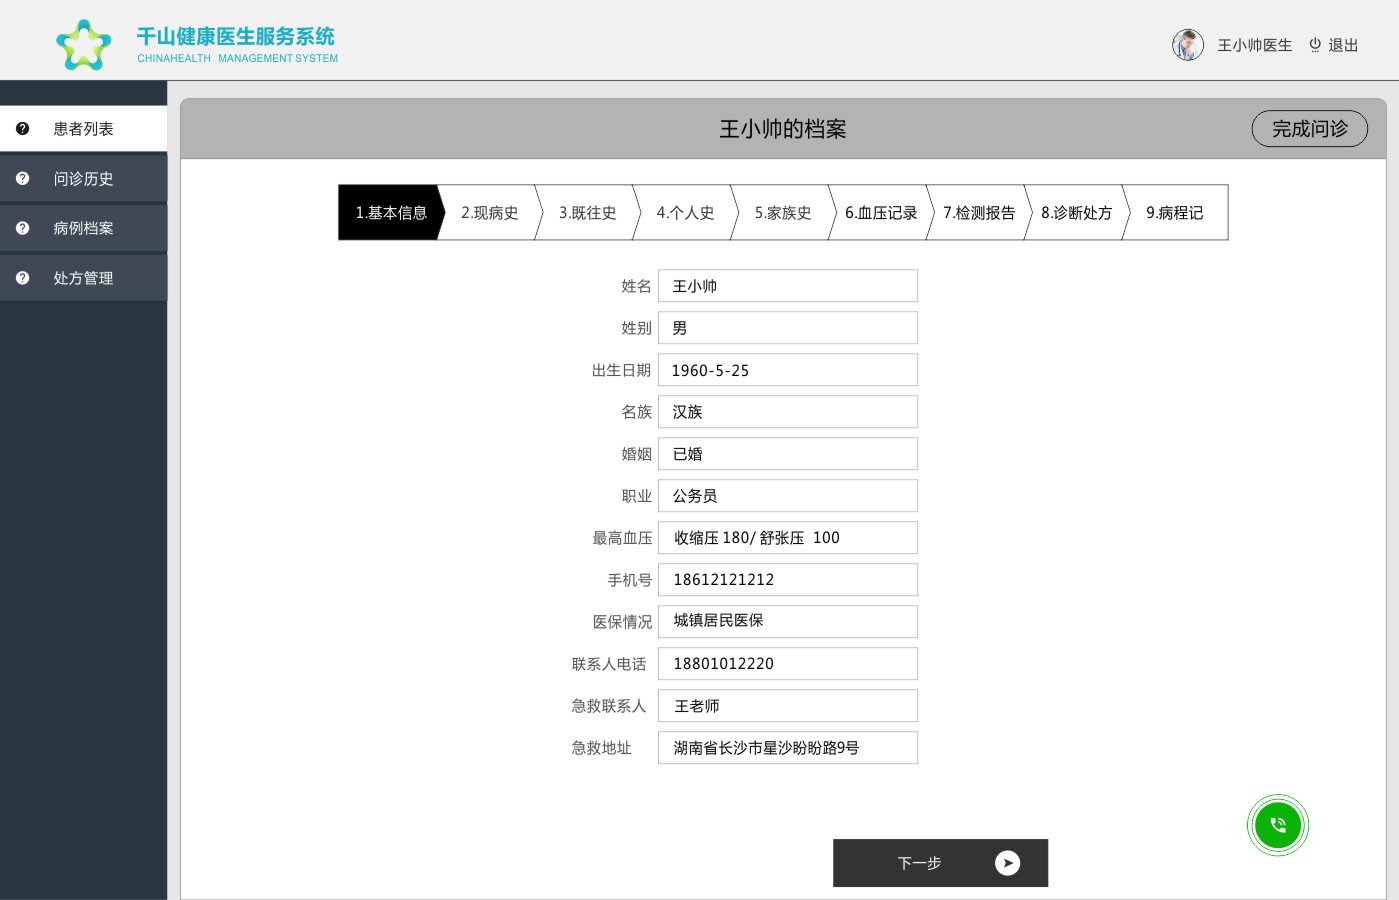 千山健康医生服务系统
CHINAHEALTH MANAGEMENT SYSTEM
王小帅医生
退出
患者列表
问诊历史
病例档案
处方管理
王小帅的档案
完成问诊
1.基本信息
2.现病史
3.既往史
4.个人史
5.家族史
6.血压记录
7.检测报告
8.诊断处方
9.病程记
姓名 王小帅
姓别 男
出生日期 1960-5-25
名族 汉族
婚姻 已婚
职业 公务员
最高血压 收缩压 180/ 舒张压 100
手机号 18612121212
医保情况 城镇居民医保
联系人电话 18801012220
急救联系人 王老师
急救地址 湖南省长沙市星沙盼盼路9号
下一步